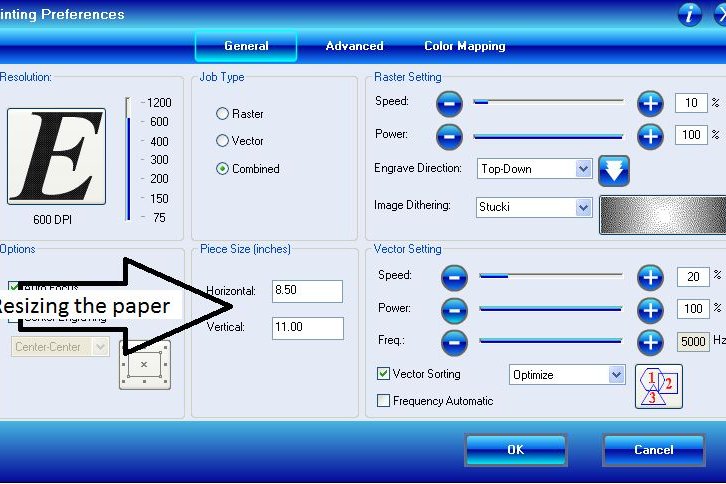 inting Preferences
i
General Advanced Color Mapping
Resolution:
1200
600
400
300
200
150
75
E
600 DPI
Job Type
Raster
Vector
Combined
Raster Setting
Speed: 10 %
Power: 100 %
Engrave Direction: Top-Down
Image Dithering: Stucki
Options
Auto Focus
Resizing the paper
Center Engraving
Center-Center
Piece Size (inches)
Horizontal: 8.50
Vertical: 11.00
Vector Setting
Speed: 20 %
Power: 100 %
Freq.: 5000 Hz
Vector Sorting Optimize
1
2
3
Frequency Automatic
OK Cancel